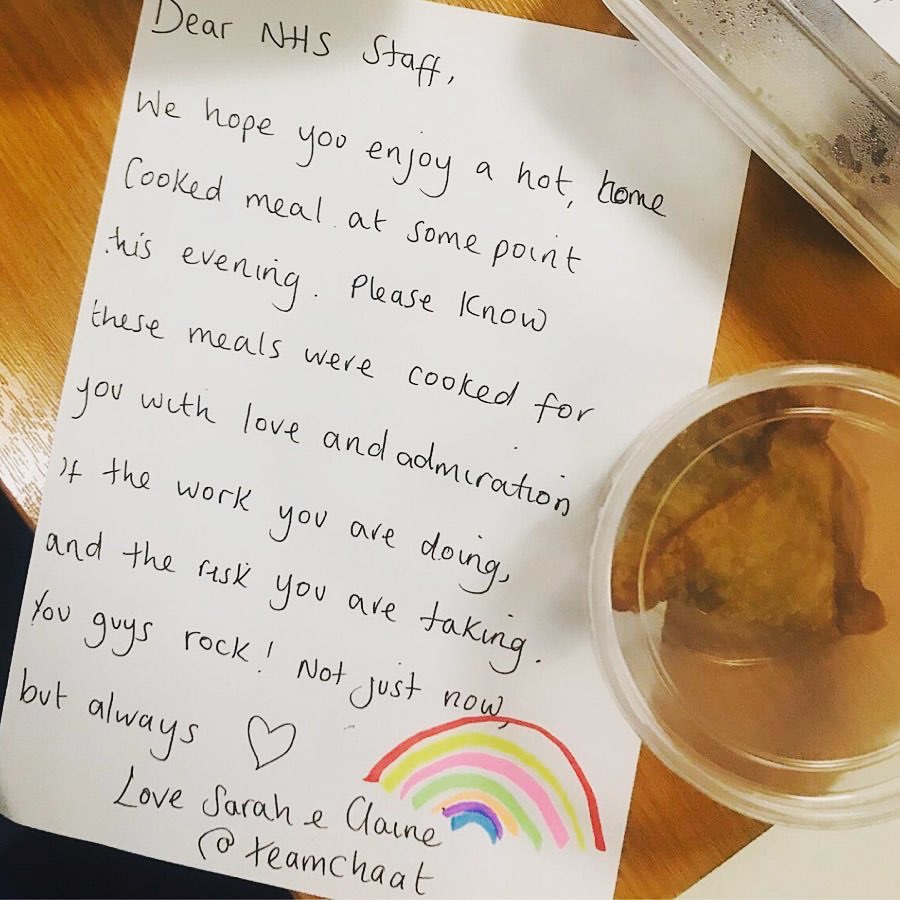 Dear NHS Staff,
We hope you enjoy a hot, home
Cooked meal at some point
this evening. Please Know
these meals were cooked for
you with love and admiration
of the work you are doing,
and the risk you are taking.
You guys rock! Not just now,
but always
Love Sarah & Claire
@teamchaat